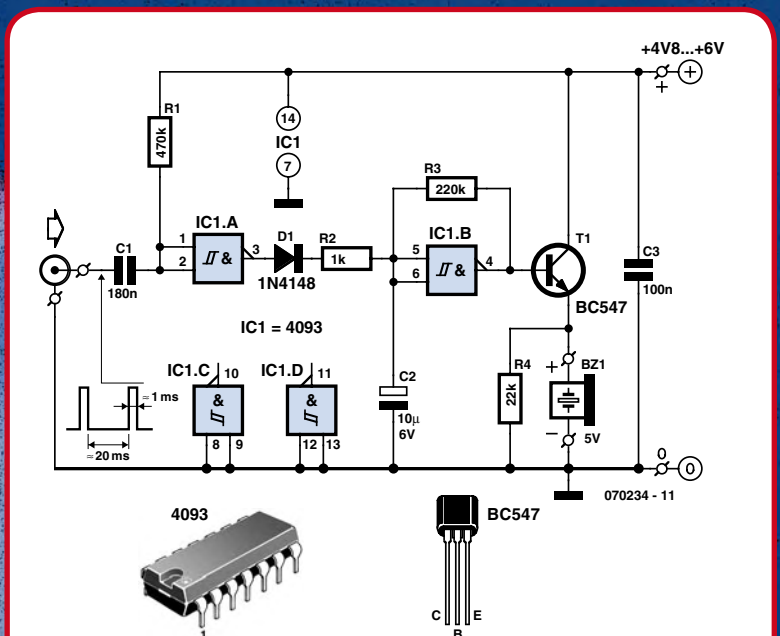 +4V8...+6V
+
+
R1
470k
14
IC1
7
R3
220k
IC1.A
1
2
&
3
D1
1N4148
R2
1k
IC1.B
5
6
&
4
T1
BC547
C1
180n
C3
100n
IC1 = 4093
IC1.C
10
&
8
9
IC1.D
11
&
12
13
C2
10µ
6V
R4
22k
+
BZ1
−
5V
≈1 ms
≈20 ms
0
0
070234 - 11
4093
1
BC547
C
B
E